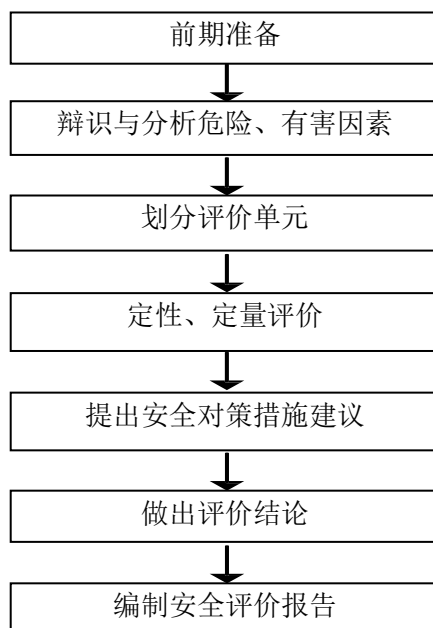 前期准备
辩识与分析危险、有害因素
划分评价单元
定性、定量评价
提出安全对策措施建议
做出评价结论
编制安全评价报告